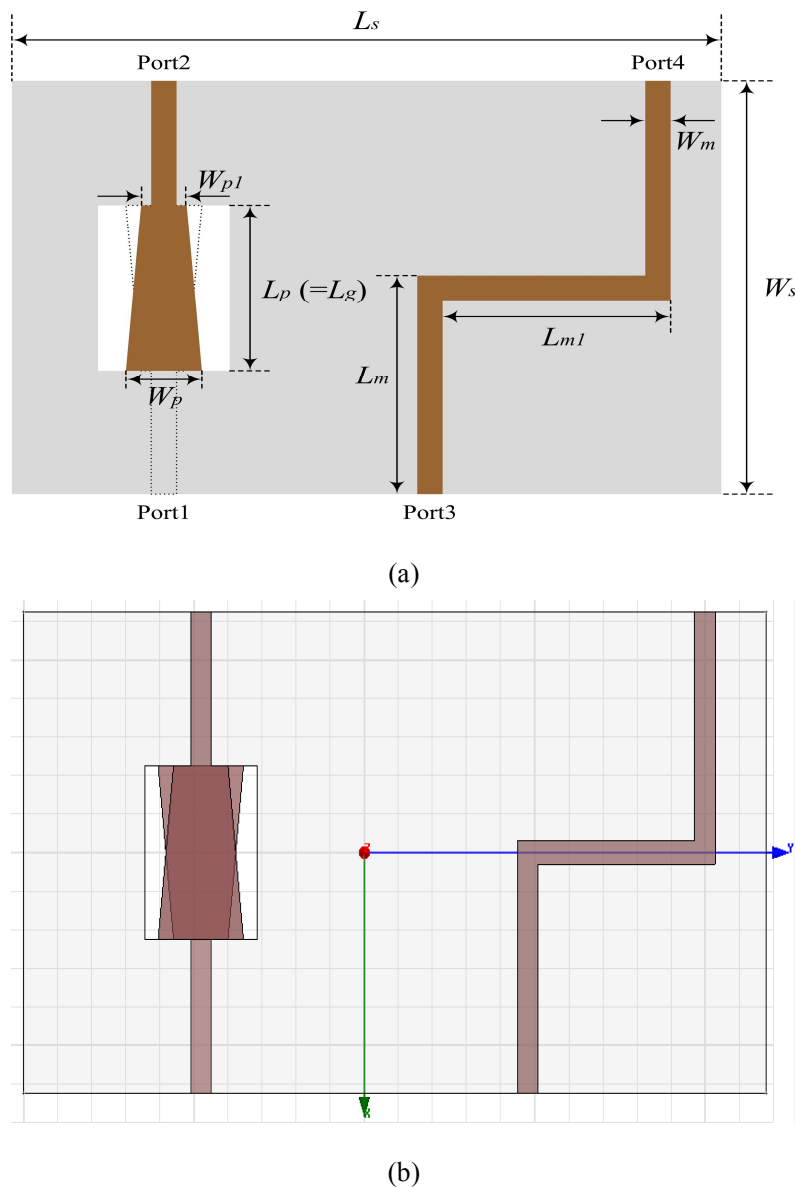 Ls
Port2
Port4
Wm
Wp1
Lp (=Lg)
Ws
Lm1
Lm
Wp
Port1
Port3
(a)
Z
Y
X
(b)